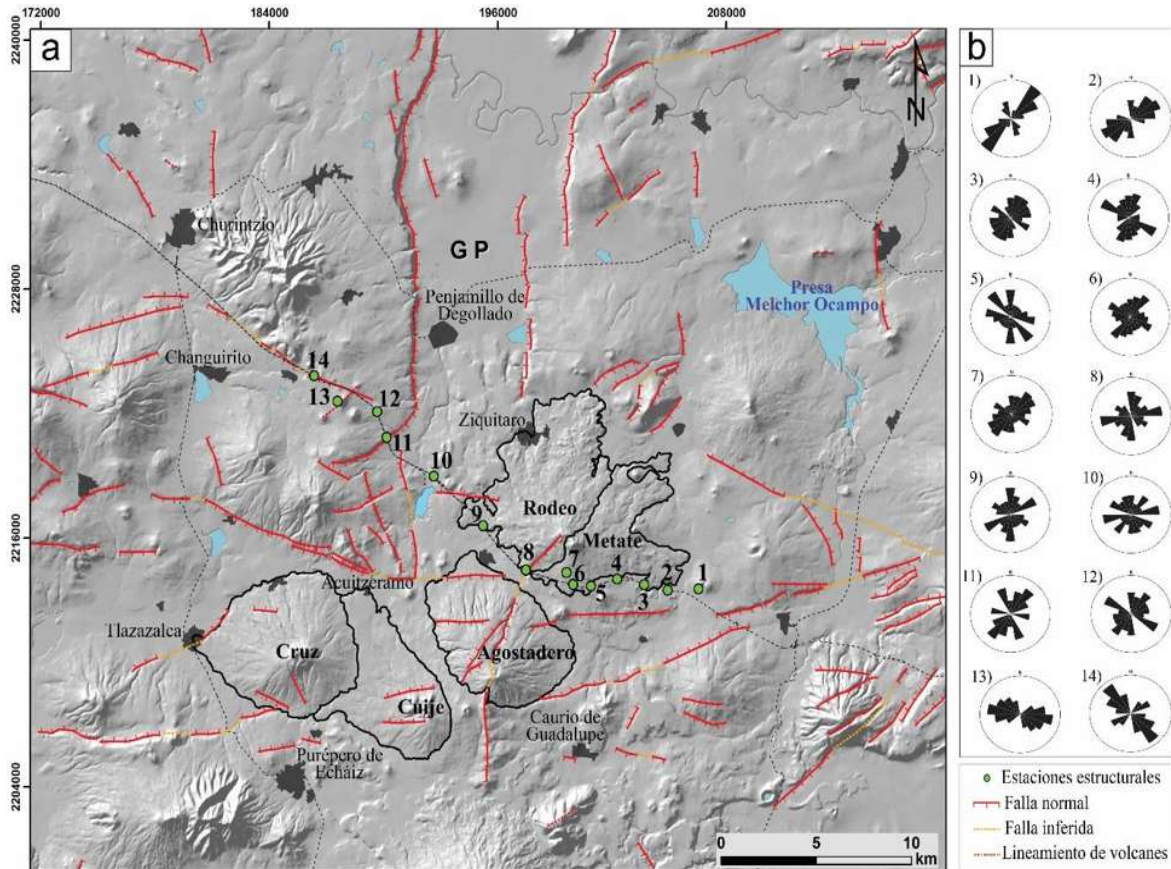 172000
184000
196000
208000
2240000
2228000
2216000
2204000
a
N
Churintzio
G P
Penjamillo de
Degollado
Presa
Melchor Ocampo
Changuirito
14
13
12
11
Ziquitaro
10
9
Rodeo
Metate
8
7
6
5
4
3
2
1
Acuitzeramo
Tlazazalca
Cruz
Agostadero
Cuije
Caurio de
Guadalupe
Purépero de
Echáiz
0
5
10
km
b
1)
2)
3)
4)
5)
6)
7)
8)
9)
10)
11)
12)
13)
14)
Estaciones estructurales
Falla normal
Falla inferida
Lineamiento de volcanes